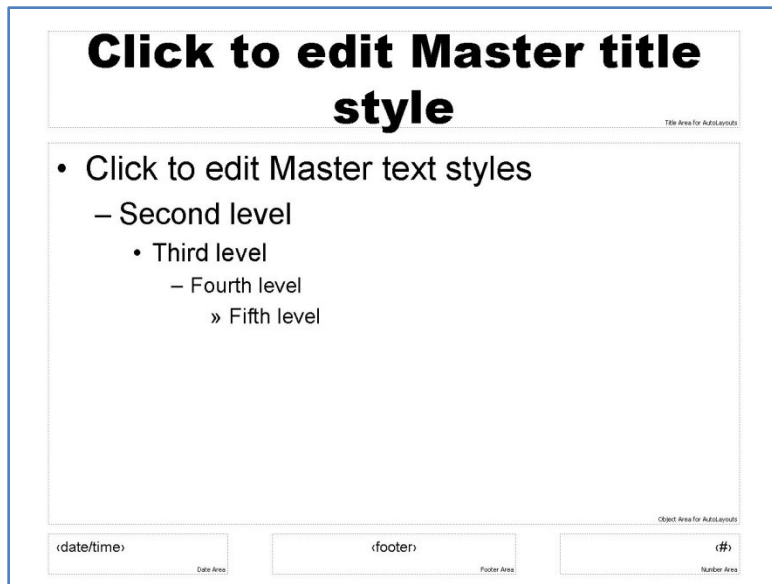 Click to edit Master title
style
Title Area for AutoLayouts
• Click to edit Master text styles
– Second level
• Third level
– Fourth level
» Fifth level
Object Area for AutoLayouts
‹date/time›
Date Area
‹footer›
Footer Area
‹#›
Number Area